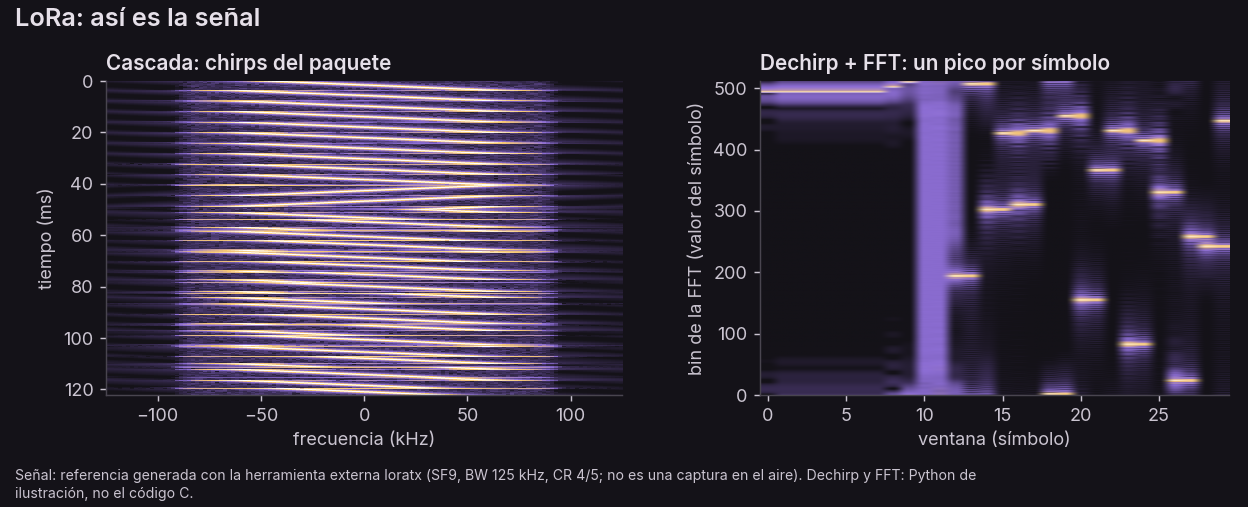 LoRa: así es la señal
Cascada: chirps del paquete
0
20
40
60
80
100
120
tiempo (ms)
−100
−50
0
50
100
frecuencia (kHz)
Dechirp + FFT: un pico por símbolo
500
400
300
200
100
0
bin de la FFT (valor del símbolo)
0
5
10
15
20
25
ventana (símbolo)
Señal: referencia generada con la herramienta externa loratx (SF9, BW 125 kHz, CR 4/5; no es una captura en el aire). Dechirp y FFT: Python de
ilustración, no el código C.